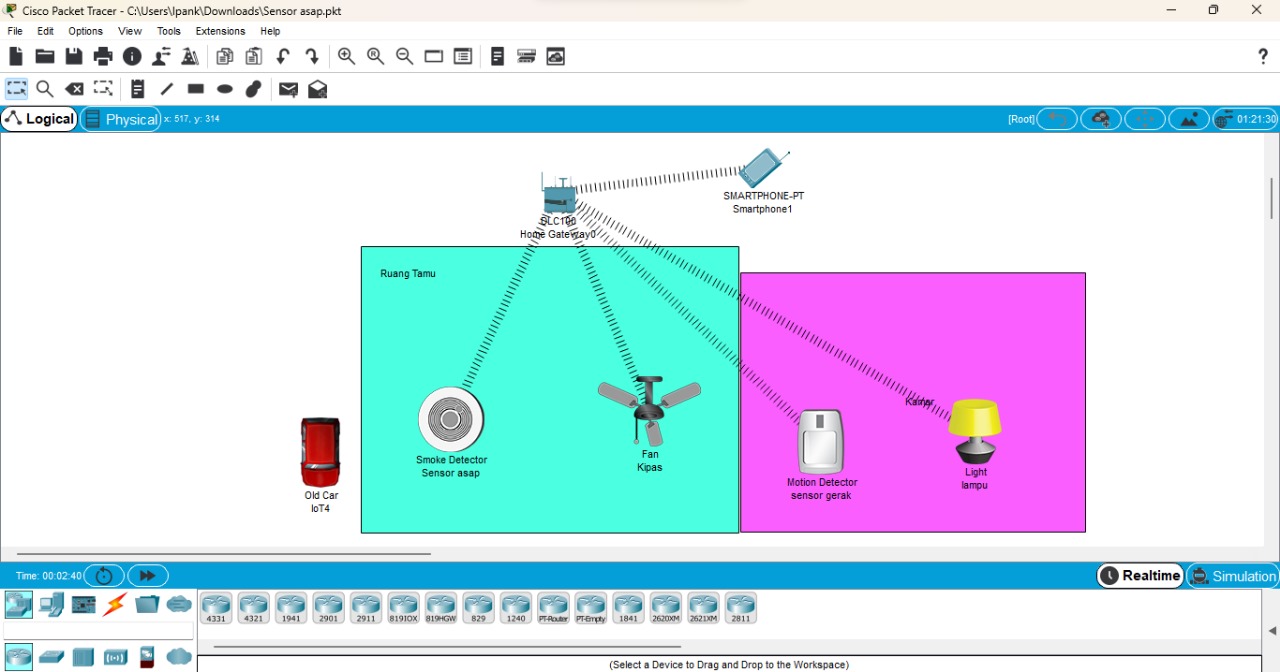 Cisco Packet Tracer - C:\Users\Ipank\Downloads\Sensor asap.pkt
File Edit Options View Tools Extensions Help
Logical Physical x: 517, y: 314 [Root] 01:21:30
SMARTPHONE-PT
Smartphone1
DLC100
Home Gateway0
Ruang Tamu
Kamar
Smoke Detector
Sensor asap
Fan
Kipas
Light
lampu
Motion Detector
sensor gerak
Old Car
IoT4
Time: 00:02:40 Realtime Simulation
4331 4321 1941 2901 2911 819IOX 819HGW 829 1240 PT-Router PT-Empty 1841 2620XM 2621XM 2811
(Select a Device to Drag and Drop to the Workspace)